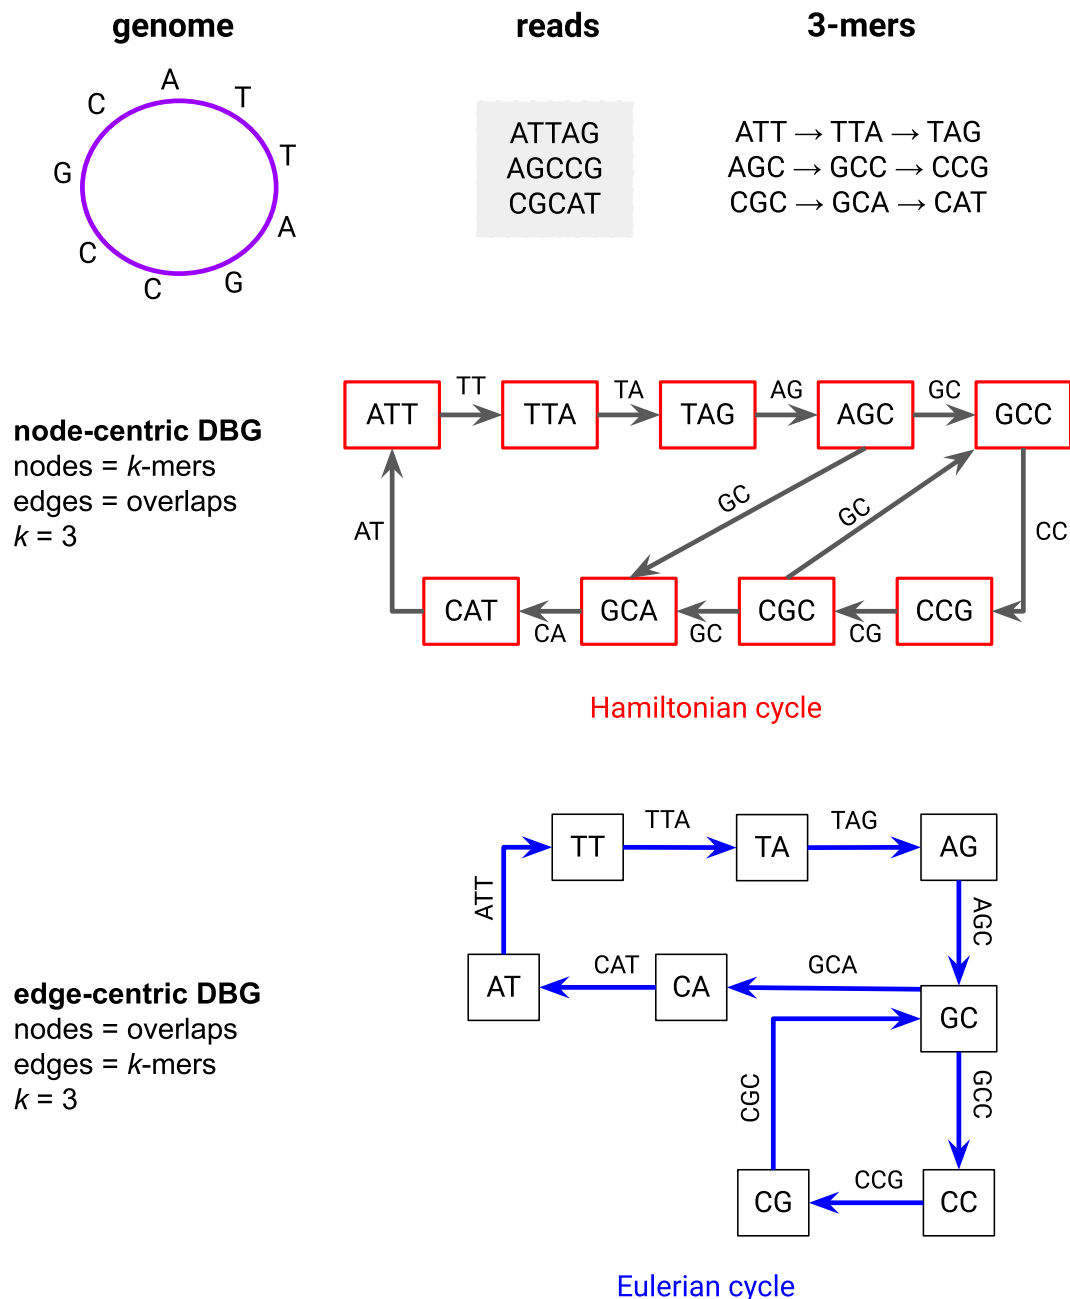 genome
reads
3-mers
A
T
T
A
G
C
C
G
C
ATTAG
AGCCG
CGCAT
ATT → TTA → TAG
AGC → GCC → CCG
CGC → GCA → CAT
node-centric DBG
nodes = k-mers
edges = overlaps
k = 3
ATT
TT
TTA
TA
TAG
AG
AGC
GC
GCC
GC
GC
AT
CC
CAT
CA
GCA
GC
CGC
CG
CCG
Hamiltonian cycle
edge-centric DBG
nodes = overlaps
edges = k-mers
k = 3
TT
TTA
TA
TAG
AG
ATT
AGC
AT
CAT
CA
GCA
GC
CGC
GCC
CG
CCG
CC
Eulerian cycle